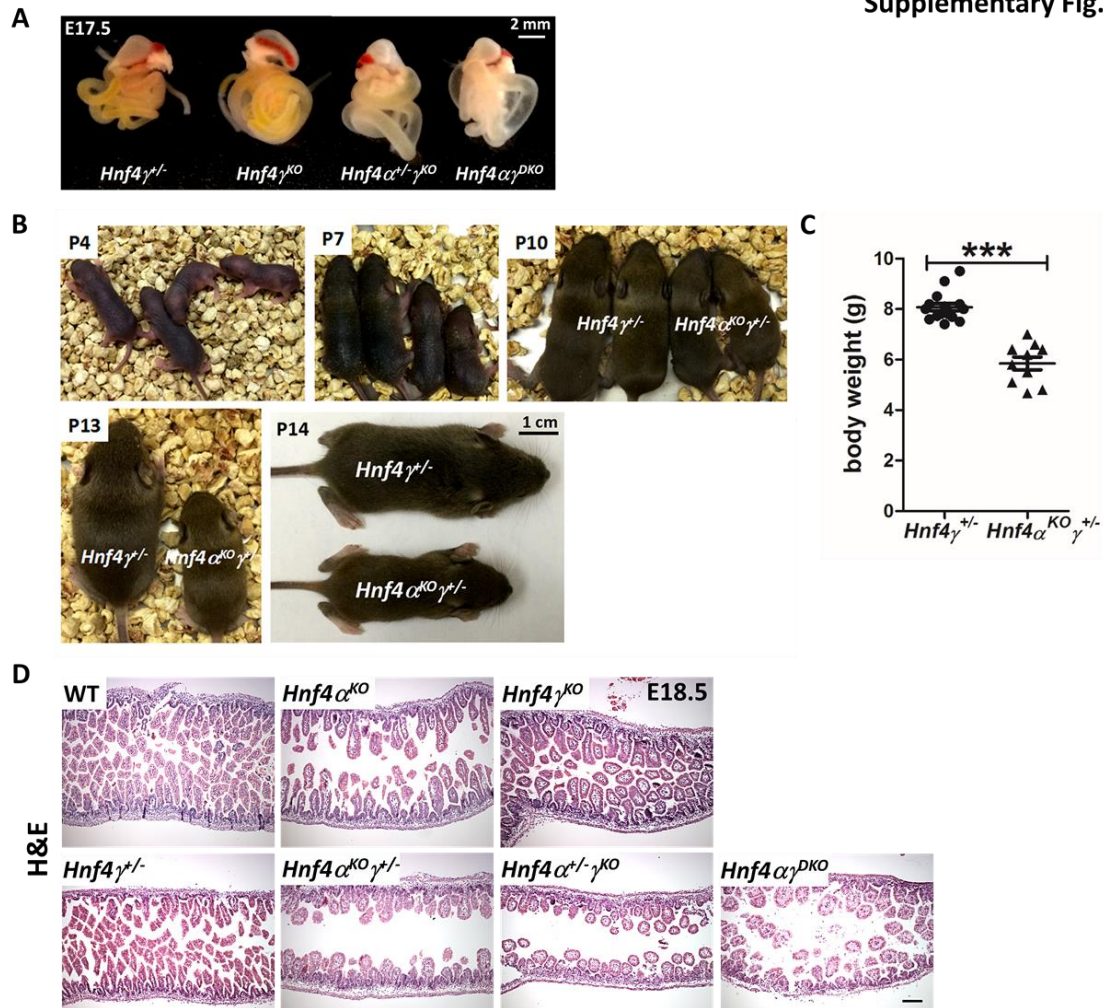 Supplementary Fig.
A
E17.5
2 mm
Hnf4γ+/-
Hnf4γKO
Hnf4α+/-γKO
Hnf4αγDKO
B
P4
P7
P10
Hnf4γ+/-
Hnf4αKOγ+/-
P13
Hnf4γ+/-
Hnf4αKOγ+/-
P14
1 cm
Hnf4γ+/-
Hnf4αKOγ+/-
C
***
10
8
6
4
2
0
body weight (g)
Hnf4γ+/-
Hnf4αKOγ+/-
D
H&E
WT
Hnf4αKO
Hnf4γKO
E18.5
Hnf4γ+/-
Hnf4αKOγ+/-
Hnf4α+/-γKO
Hnf4αγDKO